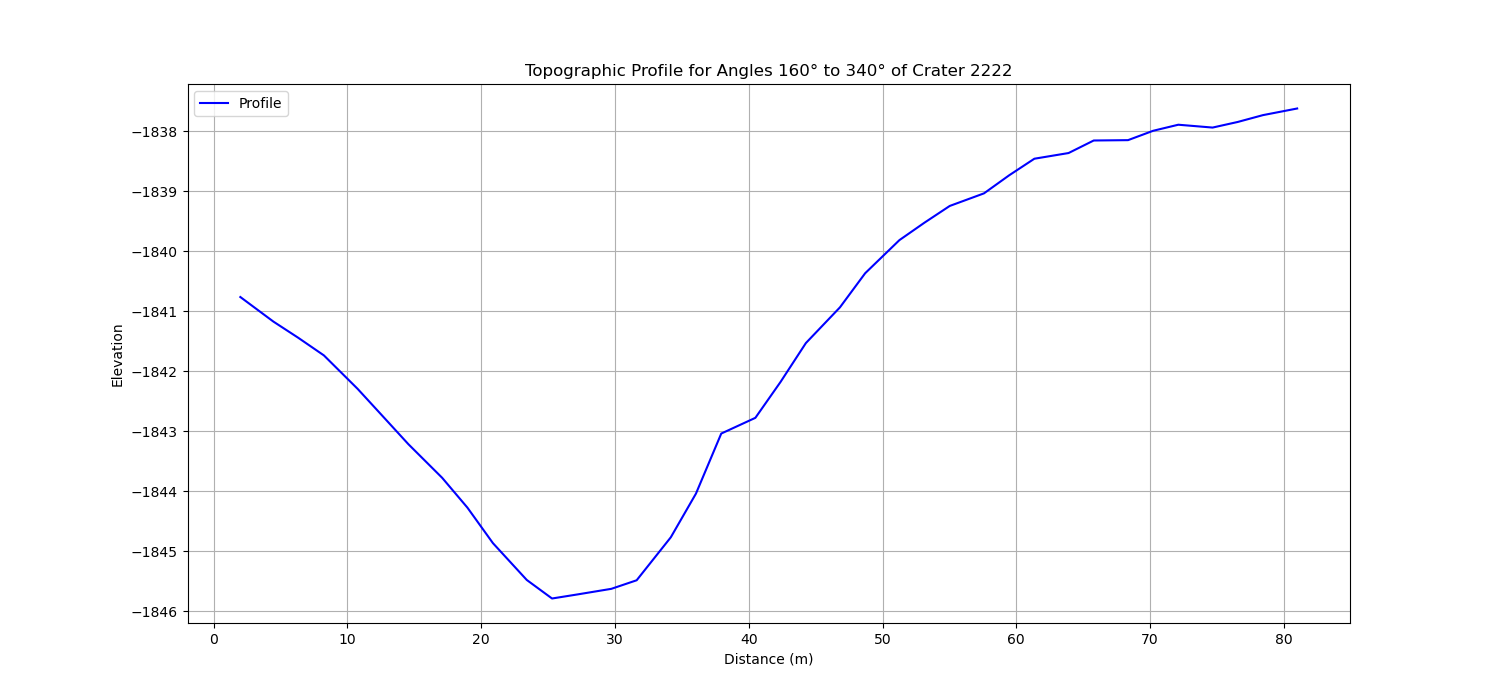 Topographic Profile for Angles 160° to 340° of Crater 2222
Profile
−1838
−1839
−1840
−1841
−1842
−1843
−1844
−1845
−1846
Elevation
0 10 20 30 40 50 60 70 80
Distance (m)